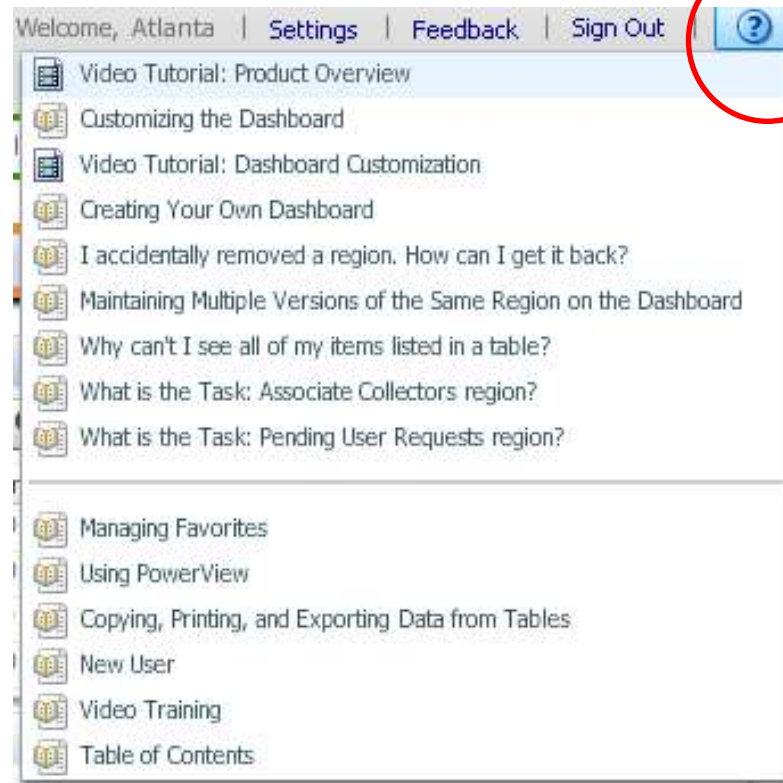 Welcome, Atlanta | Settings | Feedback | Sign Out | ?
Video Tutorial: Product Overview
Customizing the Dashboard
Video Tutorial: Dashboard Customization
Creating Your Own Dashboard
I accidentally removed a region. How can I get it back?
Maintaining Multiple Versions of the Same Region on the Dashboard
Why can't I see all of my items listed in a table?
What is the Task: Associate Collectors region?
What is the Task: Pending User Requests region?
Managing Favorites
Using PowerView
Copying, Printing, and Exporting Data from Tables
New User
Video Training
Table of Contents